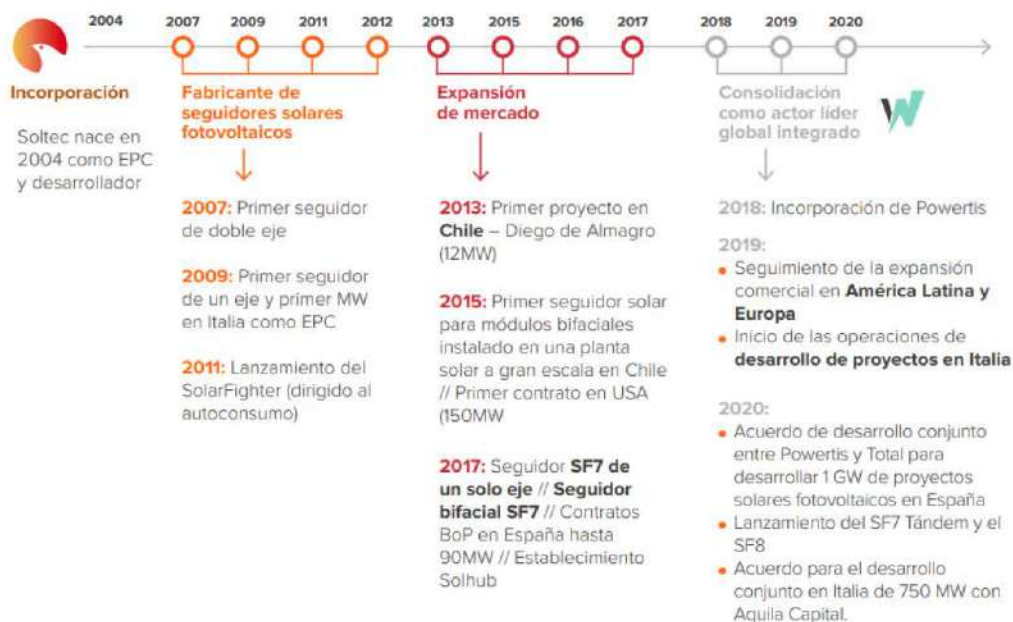 2004 2007 2009 2011 2012 2013 2015 2016 2017 2018 2019 2020
Incorporación
Soltec nace en
2004 como EPC
y desarrollador
Fabricante de
seguidores solares
fotovoltaicos
2007: Primer seguidor
de doble eje
2009: Primer seguidor
de un eje y primer MW
en Italia como EPC
2011: Lanzamiento del
SolarFighter (dirigido al
autoconsumo)
Expansión
de mercado
2013: Primer proyecto en
Chile – Diego de Almagro
(12MW)
2015: Primer seguidor solar
para módulos bifaciales
instalado en una planta
solar a gran escala en Chile
// Primer contrato en USA
(150MW
2017: Seguidor SF7 de
un solo eje // Seguidor
bifacial SF7 // Contratos
BoP en España hasta
90MW // Establecimiento
Solhub
Consolidación
como actor líder
global integrado
2018: Incorporación de Powertis
2019:
• Seguimiento de la expansión
comercial en América Latina y
Europa
• Inicio de las operaciones de
desarrollo de proyectos en Italia
2020:
• Acuerdo de desarrollo conjunto
entre Powertis y Total para
desarrollar 1 GW de proyectos
solares fotovoltaicos en España
• Lanzamiento del SF7 Tándem y el
SF8
• Acuerdo para el desarrollo
conjunto en Italia de 750 MW con
Aquila Capital.